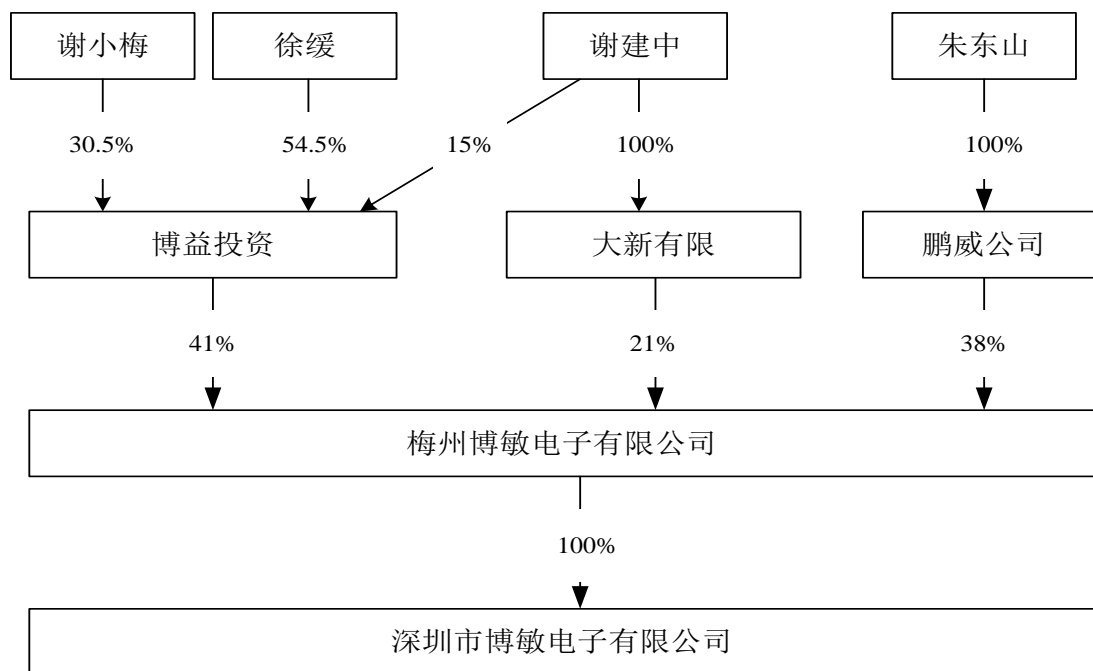 谢小梅 徐缓 谢建中 朱东山
30.5% 54.5% 15% 100% 100%
博益投资 大新有限 鹏威公司
41% 21% 38%
梅州博敏电子有限公司
100%
深圳市博敏电子有限公司